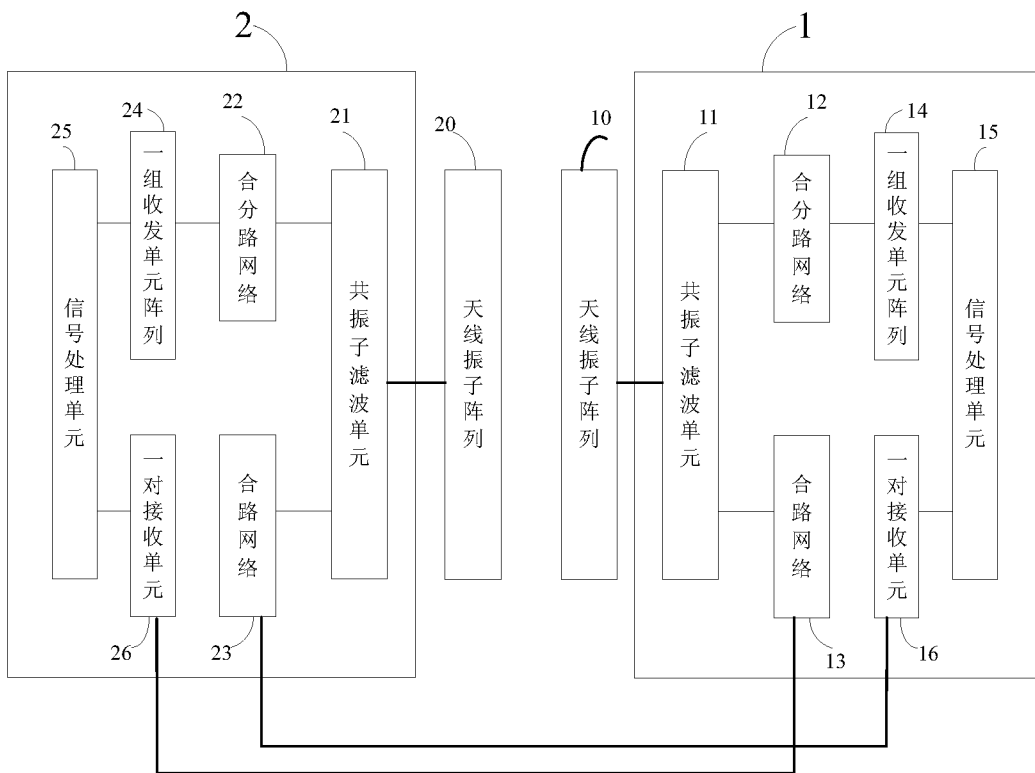 2
1
24
22
21
20
10
11
12
14
15
25
一组收发单元阵列
合分路网络
合分路网络
一组收发单元阵列
信号处理单元
共振子滤波单元
天线振子阵列
天线振子阵列
共振子滤波单元
信号处理单元
一对接收单元
合路网络
合路网络
一对接收单元
26
23
13
16